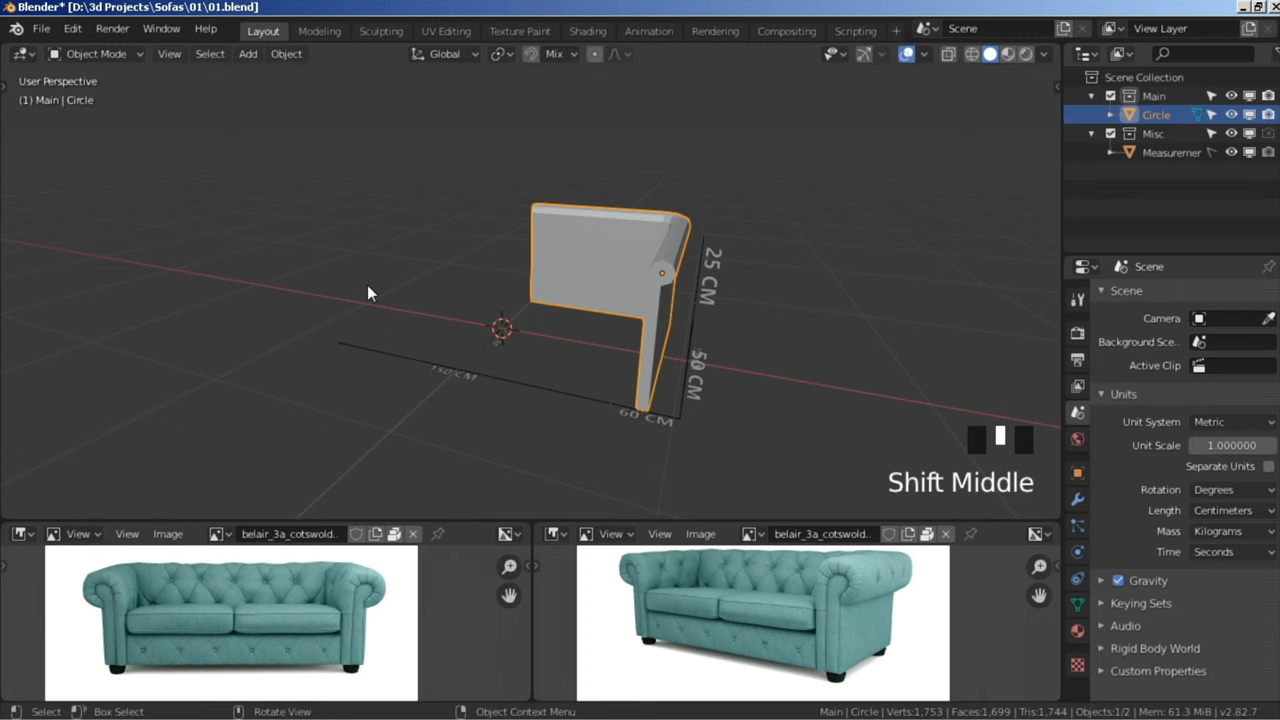 Blender* [D:\3d Projects\Sofas\01\01.blend]
File Edit Render Window Help Layout Modeling Sculpting UV Editing Texture Paint Shading Animation Rendering Compositing Scripting + Scene View Layer
Object Mode View Select Add Object Global Mix
User Perspective
(1) Main | Circle
Scene Collection
Main
Circle
Misc
Measuremer
25 CM
50 CM
150 CM
60 CM
Shift Middle
Scene
Scene
Camera
Background Sce..
Active Clip
Units
Unit System Metric
Unit Scale 1.000000
Separate Units
Rotation Degrees
Length Centimeters
Mass Kilograms
Time Seconds
Gravity
Keying Sets
Audio
Rigid Body World
Custom Properties
View View Image belair_3a_cotswold..
View View Image belair_3a_cotswold..
Select Box Select Rotate View Object Context Menu Main | Circle | Verts:1,753 | Faces:1,699 | Tris:1,744 | Objects:1/2 | Mem: 61.3 MiB | v2.82.7